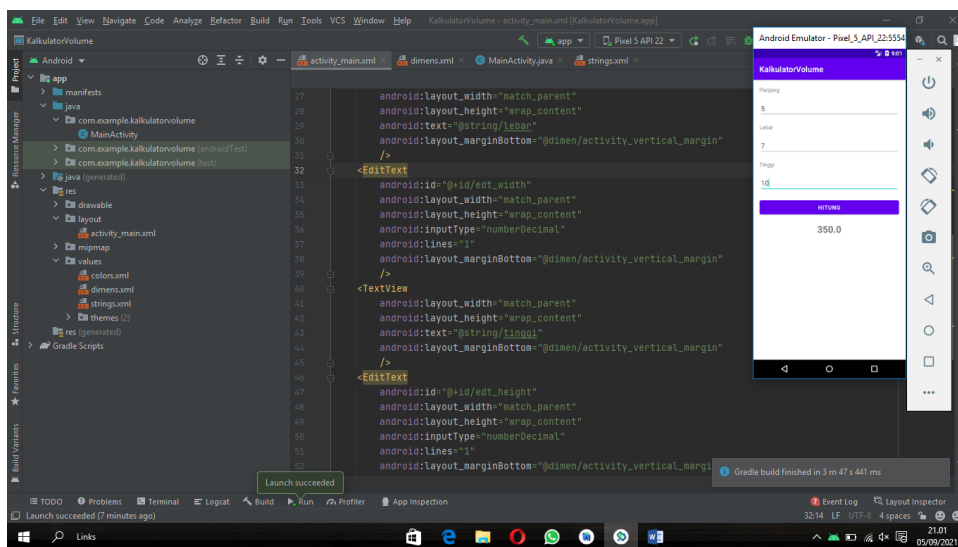 File Edit View Navigate Code Analyze Refactor Build Run Tools VCS Window Help KalkulatorVolume - activity_main.xml [KalkulatorVolume.app]
KalkulatorVolume
app
Pixel 5 API 22
Android
activity_main.xml
dimens.xml
MainActivity.java
strings.xml
Project
Resource Manager
Structure
Favorites
Build Variants
app
manifests
java
com.example.kalkulatorvolume
MainActivity
com.example.kalkulatorvolume (androidTest)
com.example.kalkulatorvolume (test)
java (generated)
res
drawable
layout
activity_main.xml
mipmap
values
colors.xml
dimens.xml
strings.xml
themes (2)
res (generated)
Gradle Scripts
27 android:layout_width="match_parent"
28 android:layout_height="wrap_content"
29 android:text="@string/lebar"
30 android:layout_marginBottom="@dimen/activity_vertical_margin"
31 />
32 <EditText
33 android:id="@+id/edt_width"
34 android:layout_width="match_parent"
35 android:layout_height="wrap_content"
36 android:inputType="numberDecimal"
37 android:lines="1"
38 android:layout_marginBottom="@dimen/activity_vertical_margin"
39 />
40 <TextView
41 android:layout_width="match_parent"
42 android:layout_height="wrap_content"
43 android:text="@string/tinggi"
44 android:layout_marginBottom="@dimen/activity_vertical_margin"
45 />
46 <EditText
47 android:id="@+id/edt_height"
48 android:layout_width="match_parent"
49 android:layout_height="wrap_content"
50 android:inputType="numberDecimal"
51 android:lines="1"
52 android:layout_marginBottom="@dimen/activity_vertical_margi
Android Emulator - Pixel_5_API_22:5554
9:01
KalkulatorVolume
Panjang
5
Lebar
7
Tinggi
10
HITUNG
350.0
Gradle build finished in 3 m 47 s 441 ms
Launch succeeded
TODO Problems Terminal Logcat Build Run Profiler App Inspection
7 Event Log Layout Inspector
Launch succeeded (7 minutes ago)
32:14 LF UTF-8 4 spaces
Links
21.01
05/09/2021